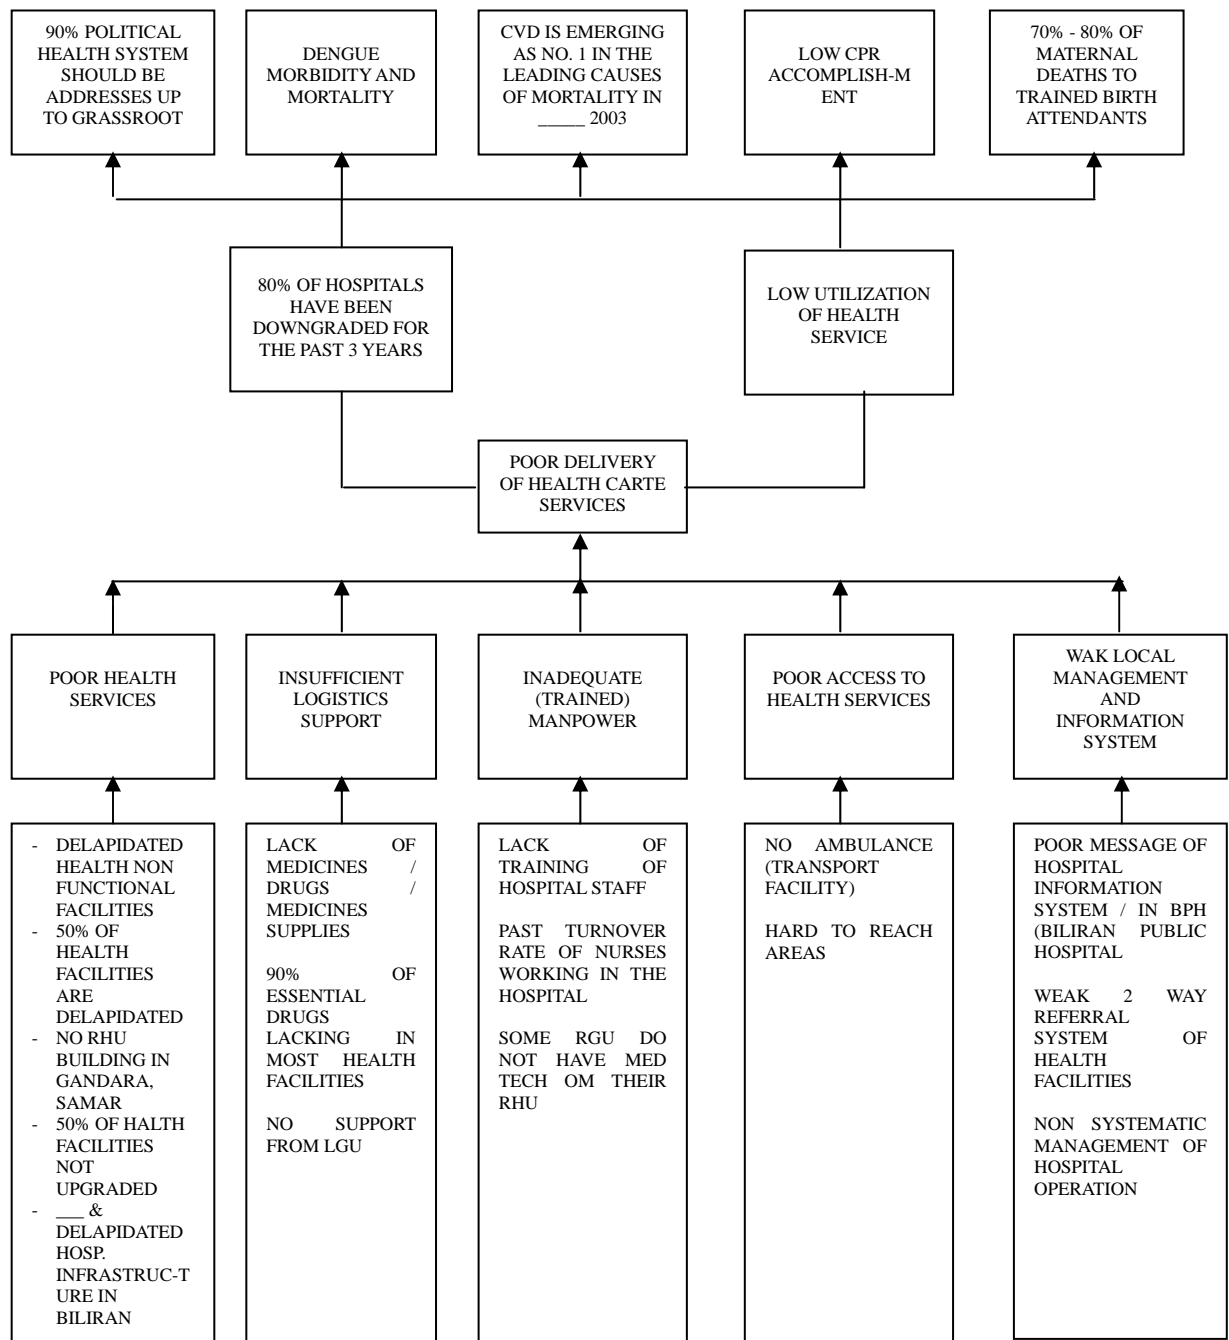 90% POLITICAL
HEALTH SYSTEM
SHOULD BE
ADDRESSES UP
TO GRASSROOT
DENGUE
MORBIDITY AND
MORTALITY
CVD IS EMERGING
AS NO. 1 IN THE
LEADING CAUSES
OF MORTALITY IN
_____ 2003
LOW CPR
ACCOMPLISH-M
ENT
70% - 80% OF
MATERNAL
DEATHS TO
TRAINED BIRTH
ATTENDANTS
80% OF HOSPITALS
HAVE BEEN
DOWNGRADED FOR
THE PAST 3 YEARS
LOW UTILIZATION
OF HEALTH
SERVICE
POOR DELIVERY
OF HEALTH CARTE
SERVICES
POOR HEALTH
SERVICES
INSUFFICIENT
LOGISTICS
SUPPORT
INADEQUATE
(TRAINED)
MANPOWER
POOR ACCESS TO
HEALTH SERVICES
WAK LOCAL
MANAGEMENT
AND
INFORMATION
SYSTEM
- DELAPIDATED
HEALTH NON
FUNCTIONAL
FACILITIES
- 50% OF
HEALTH
FACILITIES
ARE
DELAPIDATED
- NO RHU
BUILDING IN
GANDARA,
SAMAR
- 50% OF HALTH
FACILITIES
NOT
UPGRADED
- ___ &
DELAPIDATED
HOSP.
INFRASTRUC-T
URE IN
BILIRAN
LACK OF
MEDICINES /
DRUGS /
MEDICINES
SUPPLIES
90% OF
ESSENTIAL
DRUGS
LACKING IN
MOST HEALTH
FACILITIES
NO SUPPORT
FROM LGU
LACK OF
TRAINING OF
HOSPITAL STAFF
PAST TURNOVER
RATE OF NURSES
WORKING IN THE
HOSPITAL
SOME RGU DO
NOT HAVE MED
TECH OM THEIR
RHU
NO AMBULANCE
(TRANSPORT
FACILITY)
HARD TO REACH
AREAS
POOR MESSAGE OF
HOSPITAL
INFORMATION
SYSTEM / IN BPH
(BILIRAN PUBLIC
HOSPITAL
WEAK 2 WAY
REFERRAL
SYSTEM OF
HEALTH
FACILITIES
NON SYSTEMATIC
MANAGEMENT OF
HOSPITAL
OPERATION